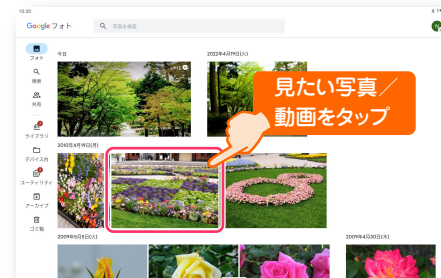 10:30
Google フォト
写真を検索
フォト
今日
2022年4月19日(火)
検索
共有
見たい写真／
動画をタップ
ライブラリ
2010年4月19日(月)
デバイス内
ユーティリティ
アーカイブ
ゴミ箱
2009年5月5日(火)
2009年4月30日(木)